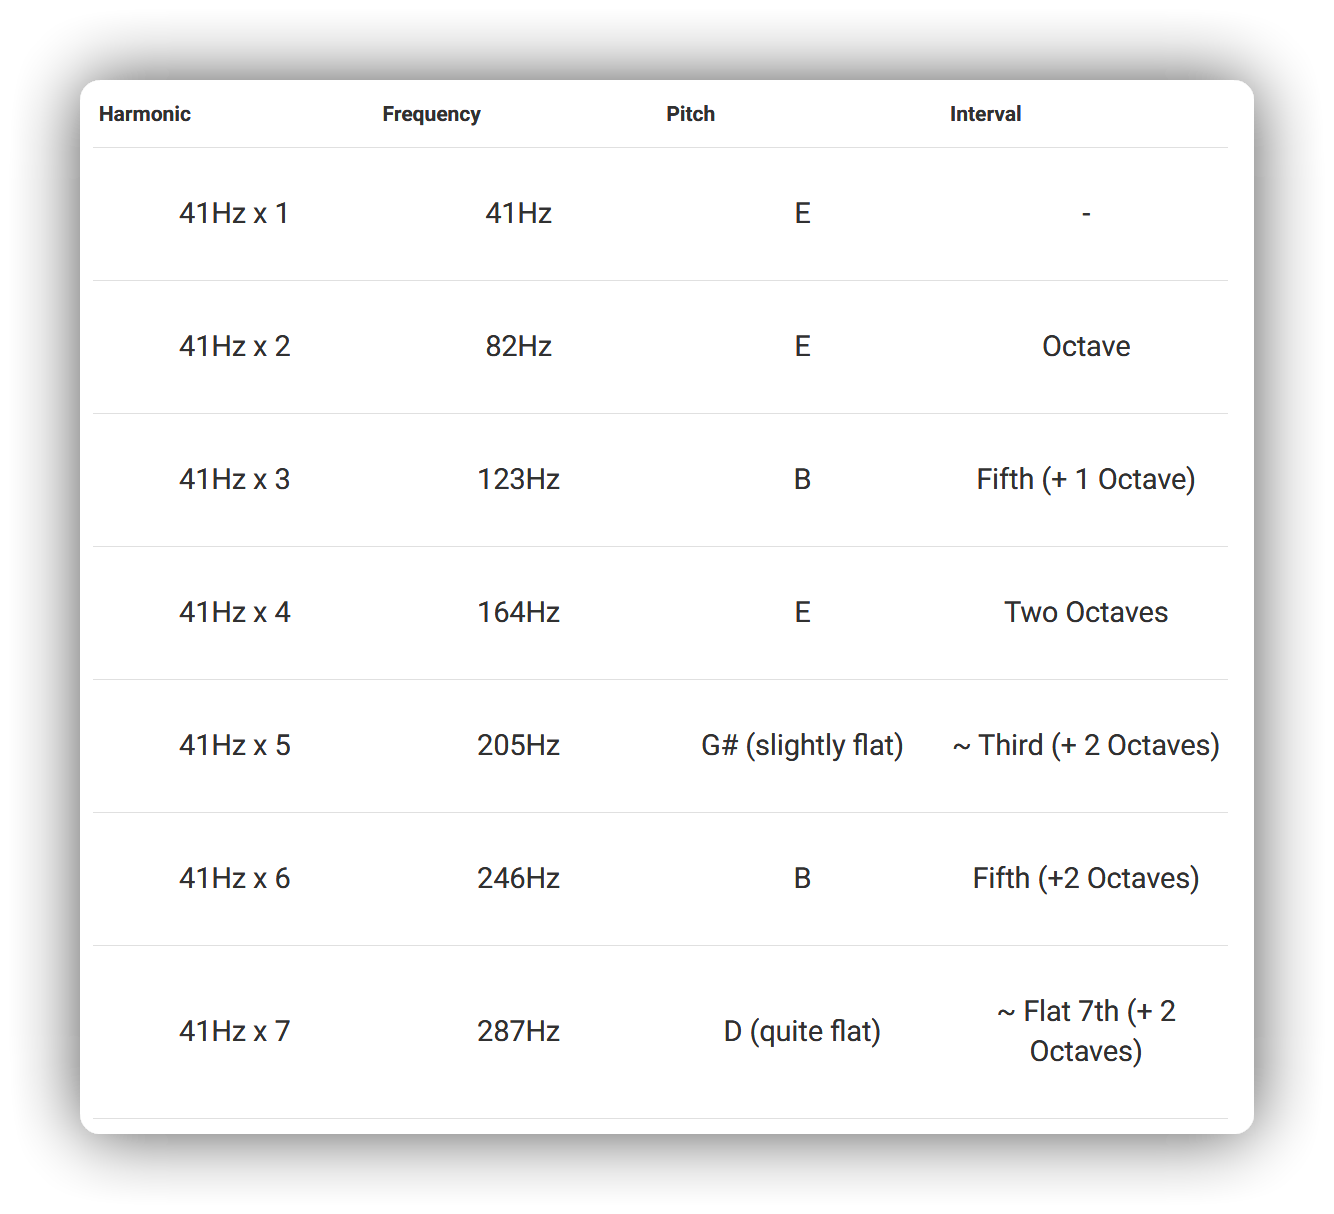 Harmonic Frequency Pitch Interval
41Hz x 1 41Hz E -
41Hz x 2 82Hz E Octave
41Hz x 3 123Hz B Fifth (+ 1 Octave)
41Hz x 4 164Hz E Two Octaves
41Hz x 5 205Hz G# (slightly flat) ~ Third (+ 2 Octaves)
41Hz x 6 246Hz B Fifth (+2 Octaves)
41Hz x 7 287Hz D (quite flat) ~ Flat 7th (+ 2
Octaves)